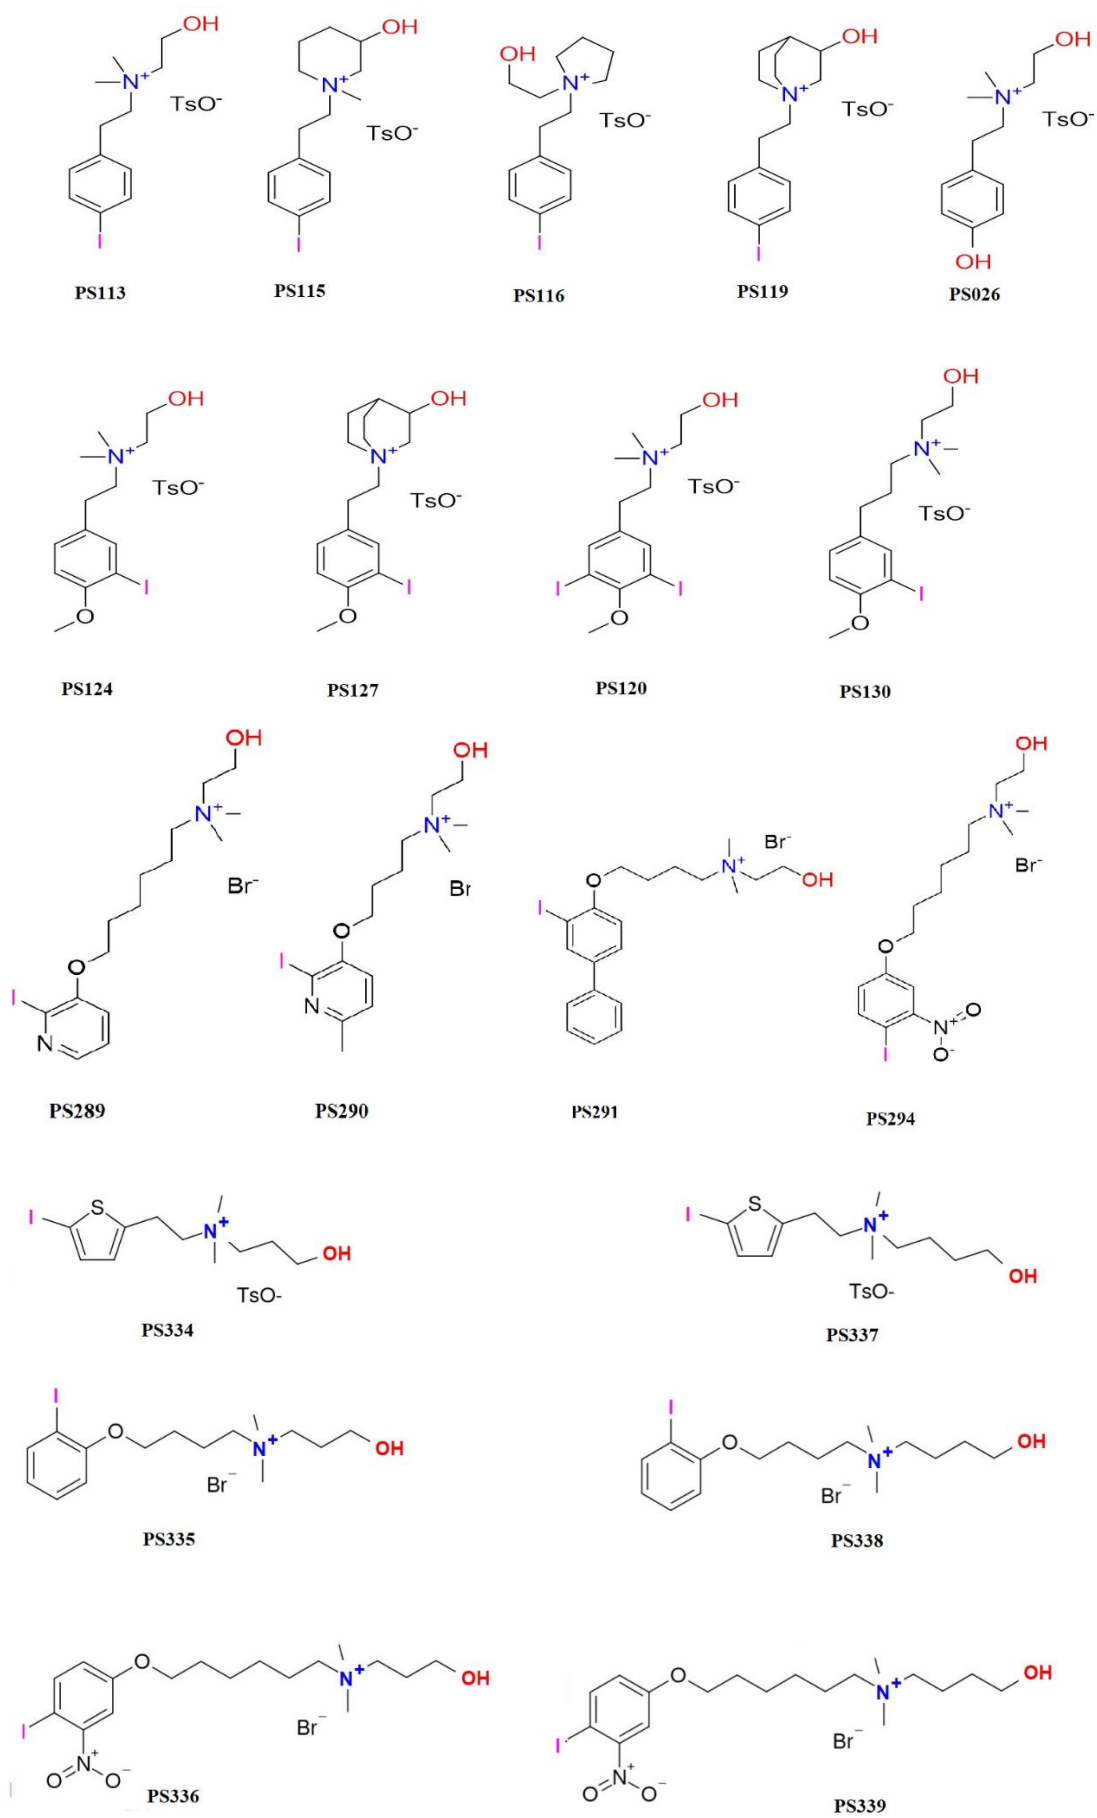 OH
N+
TsO-
I
PS113
OH
N+
TsO-
I
PS115
OH
N+
TsO-
I
PS116
OH
N+
TsO-
I
PS119
OH
N+
TsO-
OH
PS026
OH
N+
TsO-
I
O
PS124
OH
N+
TsO-
I
O
PS127
OH
N+
TsO-
I
I
O
PS120
OH
N+
TsO-
I
O
PS130
OH
N+
Br-
O
I
N
PS289
OH
N+
Br
O
I
N
PS290
Br-
N+
OH
O
I
PS291
OH
N+
Br-
O
N+
O
O-
I
PS294
I
S
N+
OH
TsO-
PS334
I
S
N+
OH
TsO-
PS337
I
O
N+
OH
Br–
PS335
I
O
N+
OH
Br–
PS338
O
N+
OH
Br–
I
N+
O
O–
PS336
O
N+
OH
Br–
I
N+
O
O–
PS339